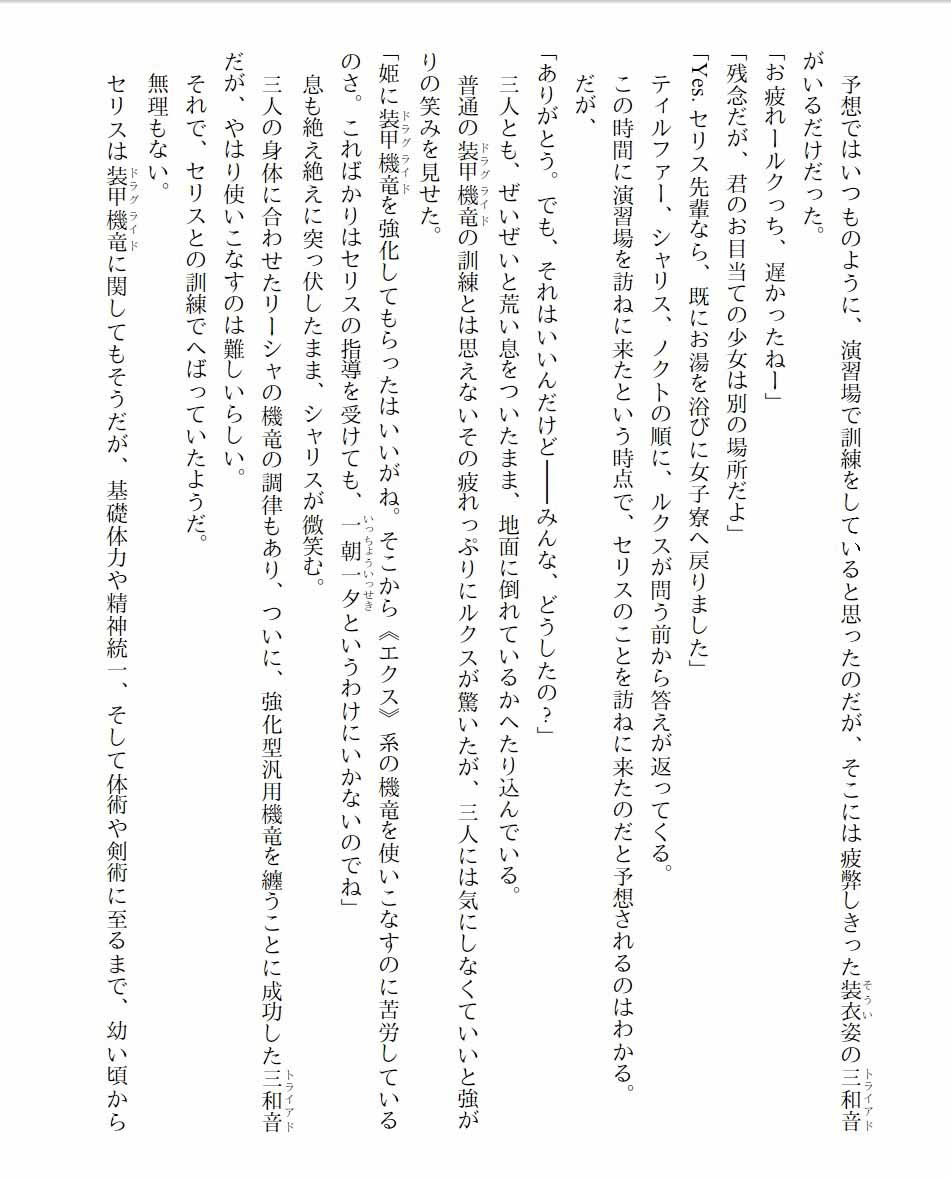 予想ではいつものように、演習場で訓練をしていると思ったのだが、そこには疲弊しきった装衣姿の三和音
がいるだけだった。
「お疲れールクっち、遅かったねー」
「残念だが、君のお目当ての少女は別の場所だよ」
「Yes. セリス先輩なら、既にお湯を浴びに女子寮へ戻りました」
ティルファー、シャリス、ノクトの順に、ルクスが問う前から答えが返ってくる。
この時間に演習場を訪ねに来たという時点で、セリスのことを訪ねに来たのだと予想されるのはわかる。
だが、
「ありがとう。でも、それはいいんだけど――みんな、どうしたの?」
三人とも、ぜいぜいと荒い息をついたまま、地面に倒れているかへたり込んでいる。
普通の装甲機竜の訓練とは思えないその疲れっぷりにルクスが驚いたが、三人には気にしなくていいと強が
りの笑みを見せた。
「姫に装甲機竜を強化してもらったはいいがね。そこから《エクス》系の機竜を使いこなすのに苦労している
のさ。こればかりはセリスの指導を受けても、一朝一夕というわけにいかないのでね」
息も絶え絶えに突っ伏したまま、シャリスが微笑む。
三人の身体に合わせたリーシャの機竜の調律もあり、ついに、強化型汎用機竜を纏うことに成功した三和音
だが、やはり使いこなすのは難しいらしい。
それで、セリスとの訓練でへばっていたようだ。
無理もない。
セリスは装甲機竜に関してもそうだが、基礎体力や精神統一、そして体術や剣術に至るまで、幼い頃から